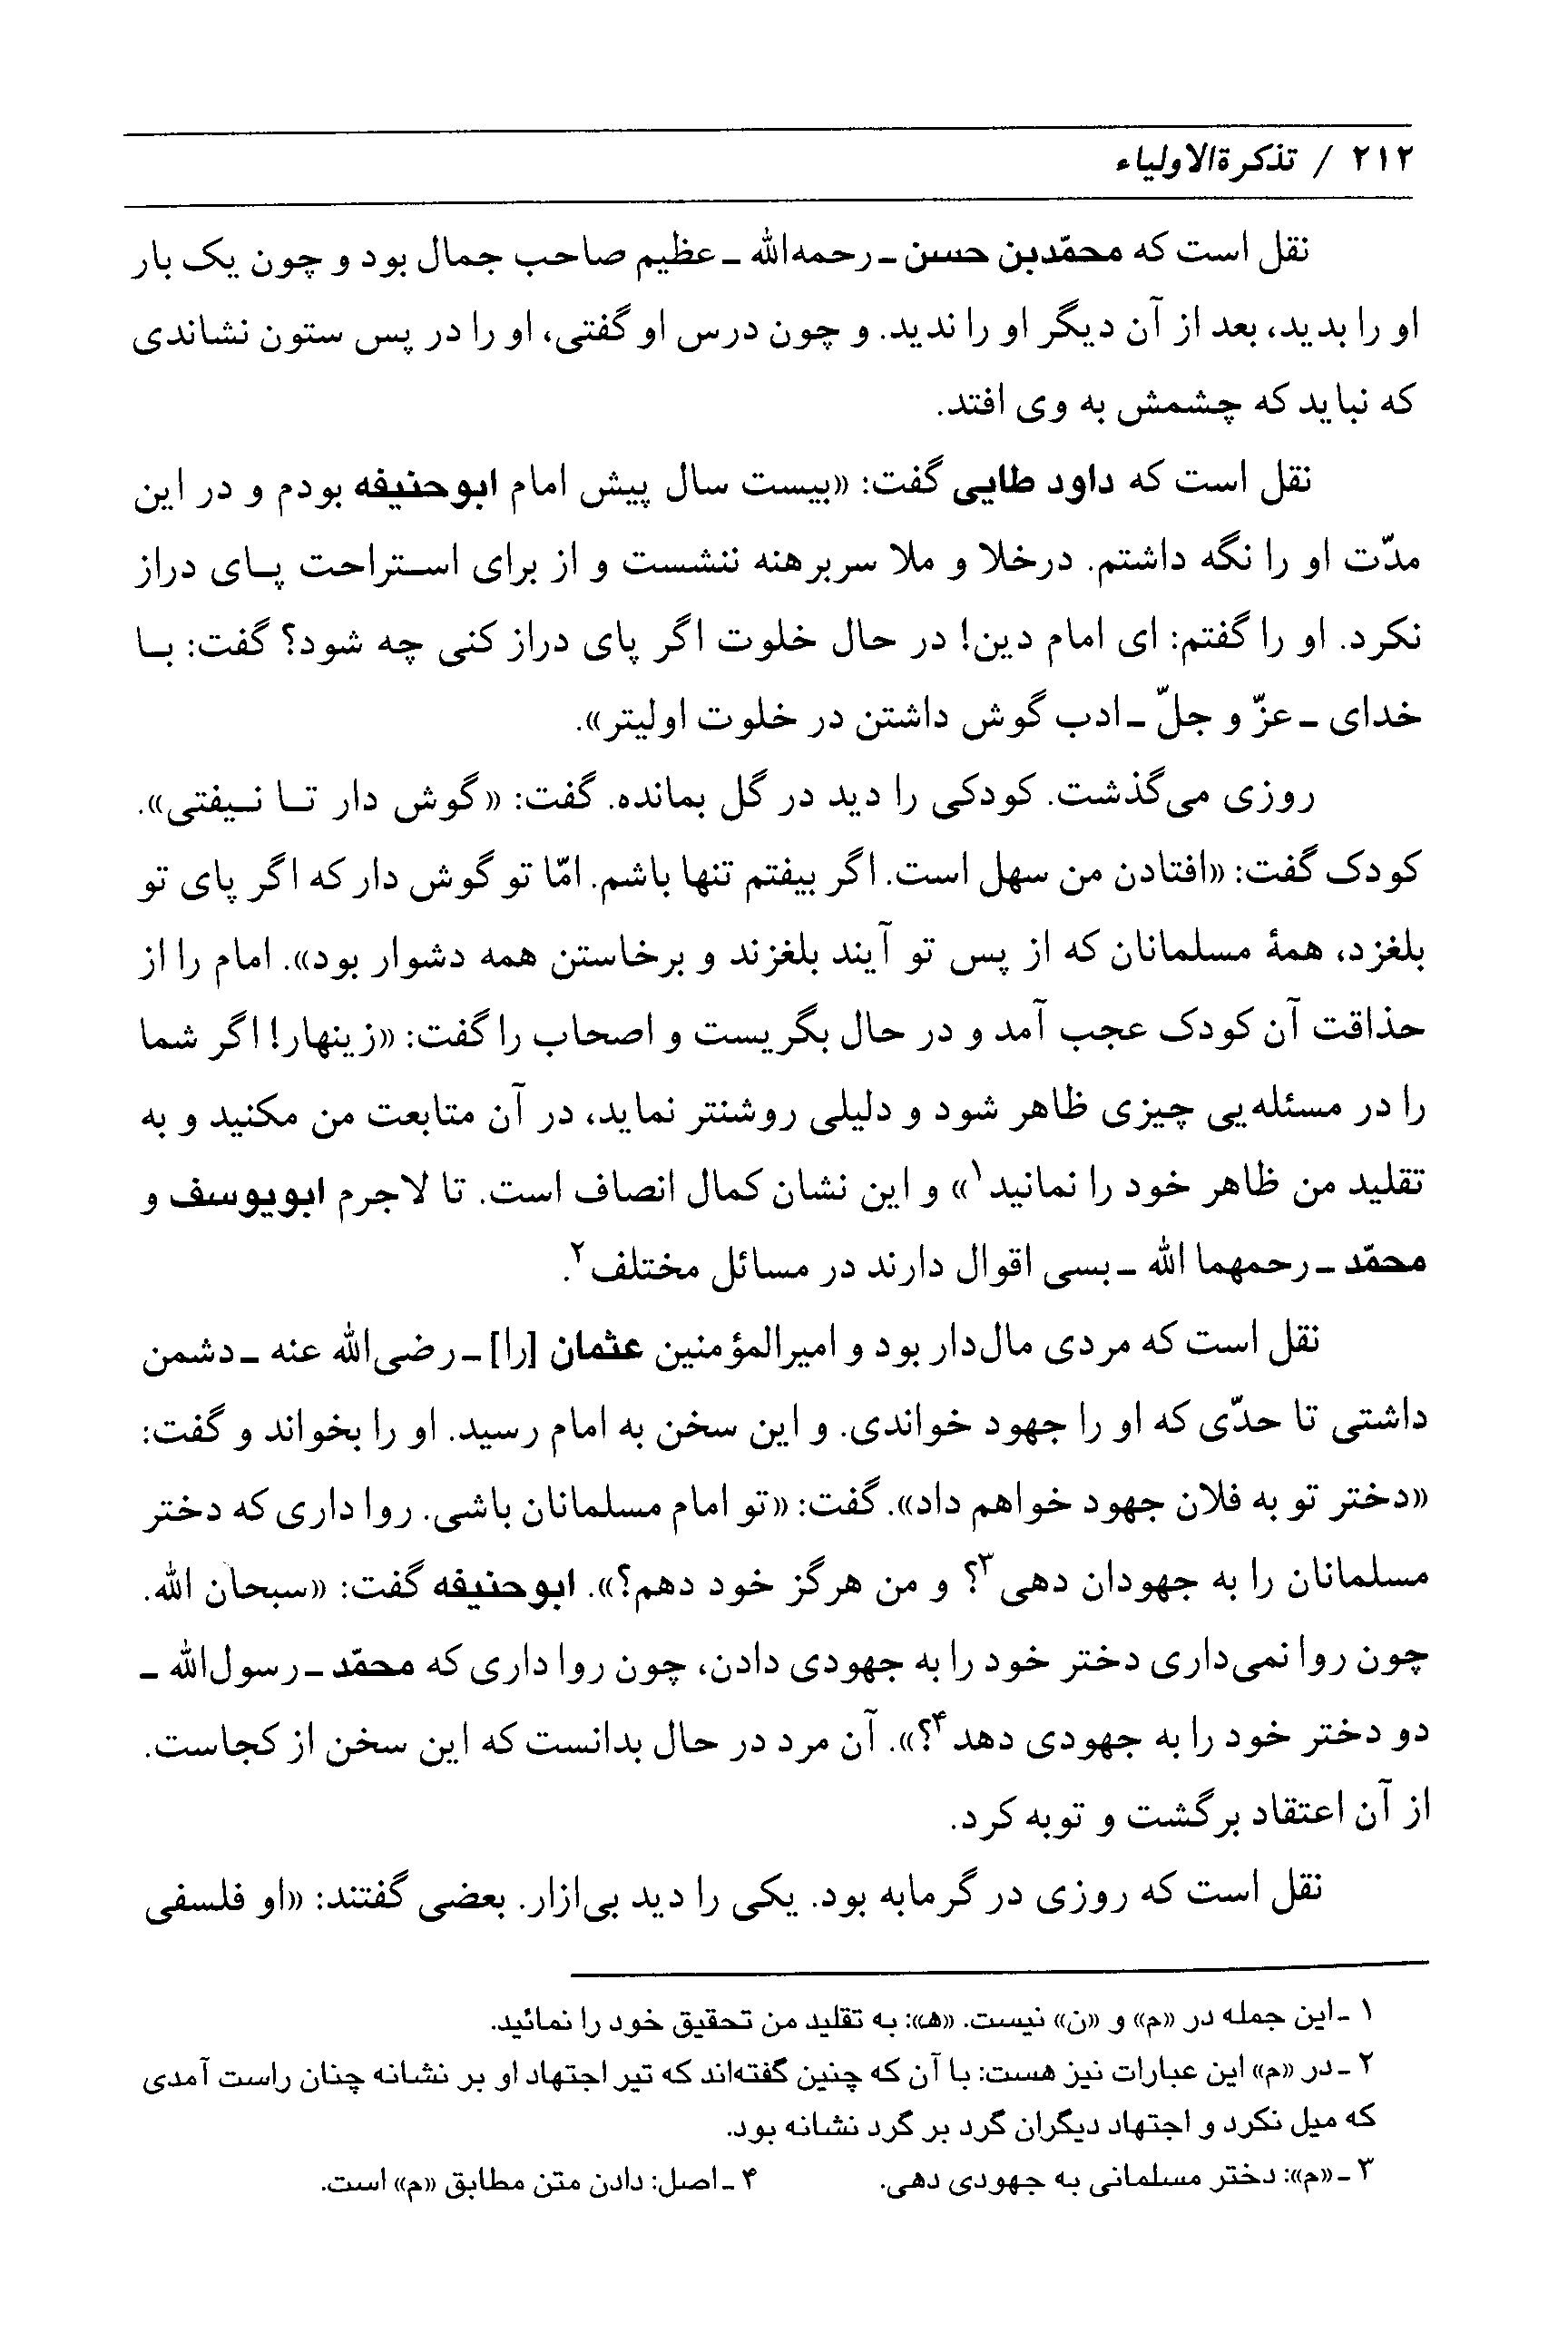 ۲۱۲ / تذکرةالاولیاء
نقل است که محمّدبن حسن ـ رحمه‌الله ـ عظیم صاحب جمال بود و چون یک بار
او را بدید، بعد از آن دیگر او را ندید. و چون درس او گفتی، او را در پس ستون نشاندی
که نباید که چشمش به وی افتد.
نقل است که داود طایی گفت: «بیست سال پیش امام ابوحنیفه بودم و در این
مدّت او را نگه داشتم. درخلا و ملا سربرهنه ننشست و از برای استراحت پای دراز
نکرد. او را گفتم: ای امام دین! در حال خلوت اگر پای دراز کنی چه شود؟ گفت: با
خدای ـ عزّ و جلّ ـ ادب گوش داشتن در خلوت اولیتر».
روزی می‌گذشت. کودکی را دید در گل بمانده. گفت: «گوش دار تا نیفتی».
کودک گفت: «افتادن من سهل است. اگر بیفتم تنها باشم. امّا تو گوش دار که اگر پای تو
بلغزد، همهٔ مسلمانان که از پس تو آیند بلغزند و برخاستن همه دشوار بود». امام را از
حذاقت آن کودک عجب آمد و در حال بگریست و اصحاب را گفت: «زینهار! اگر شما
را در مسئله‌یی چیزی ظاهر شود و دلیلی روشنتر نماید، در آن متابعت من مکنید و به
تقلید من ظاهر خود را نمانید۱» و این نشان کمال انصاف است. تا لاجرم ابویوسف و
محمّد ـ رحمهما الله ـ بسی اقوال دارند در مسائل مختلف۲.
نقل است که مردی مال‌دار بود و امیرالمؤمنین عثمان [را] ـ رضی‌الله عنه ـ دشمن
داشتی تا حدّی که او را جهود خواندی. و این سخن به امام رسید. او را بخواند و گفت:
«دختر تو به فلان جهود خواهم داد». گفت: «تو امام مسلمانان باشی. روا داری که دختر
مسلمانان را به جهودان دهی۳؟ و من هرگز خود دهم؟». ابوحنیفه گفت: «سبحان الله.
چون روا نمی‌داری دختر خود را به جهودی دادن، چون روا داری که محمّد ـ رسول‌الله ـ
دو دختر خود را به جهودی دهد۴؟». آن مرد در حال بدانست که این سخن از کجاست.
از آن اعتقاد برگشت و توبه کرد.
نقل است که روزی در گرمابه بود. یکی را دید بی‌ازار. بعضی گفتند: «او فلسفی
۱ ـ این جمله در «م» و «ن» نیست. «ه»: به تقلید من تحقیق خود را نمائید.
۲ ـ در «م» این عبارات نیز هست: با آن که چنین گفته‌اند که تیر اجتهاد او بر نشانه چنان راست آمدی
که میل نکرد و اجتهاد دیگران گرد بر گرد نشانه بود.
۳ ـ «م»: دختر مسلمانی به جهودی دهی. ۴ ـ اصل: دادن متن مطابق «م» است.